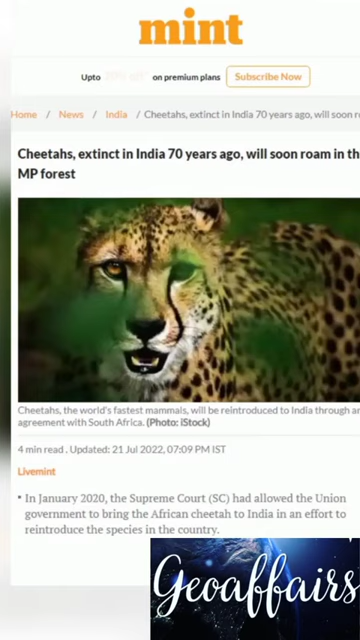 mint
Upto 20% off* on premium plans Subscribe Now
Home / News / India / Cheetahs, extinct in India 70 years ago, will soon r
Cheetahs, extinct in India 70 years ago, will soon roam in th
MP forest
Cheetahs, the world's fastest mammals, will be reintroduced to India through an
agreement with South Africa. (Photo: iStock)
4 min read . Updated: 21 Jul 2022, 07:09 PM IST
Livemint
• In January 2020, the Supreme Court (SC) had allowed the Union
government to bring the African cheetah to India in an effort to
reintroduce the species in the country.
Geoaffairs